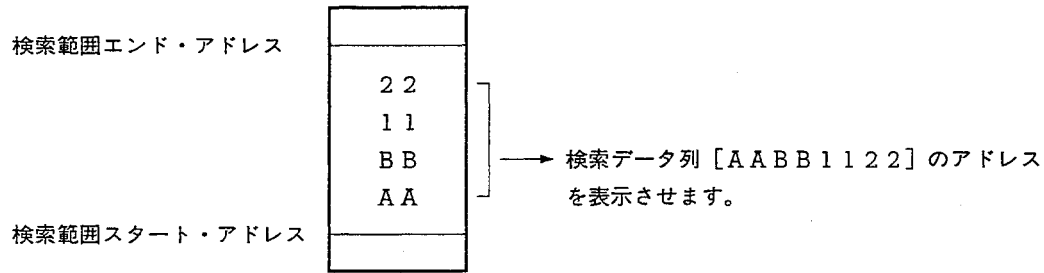 検索範囲エンド・アドレス
22
11
BB
AA
検索データ列［AABB1122］のアドレス
を表示させます。
検索範囲スタート・アドレス